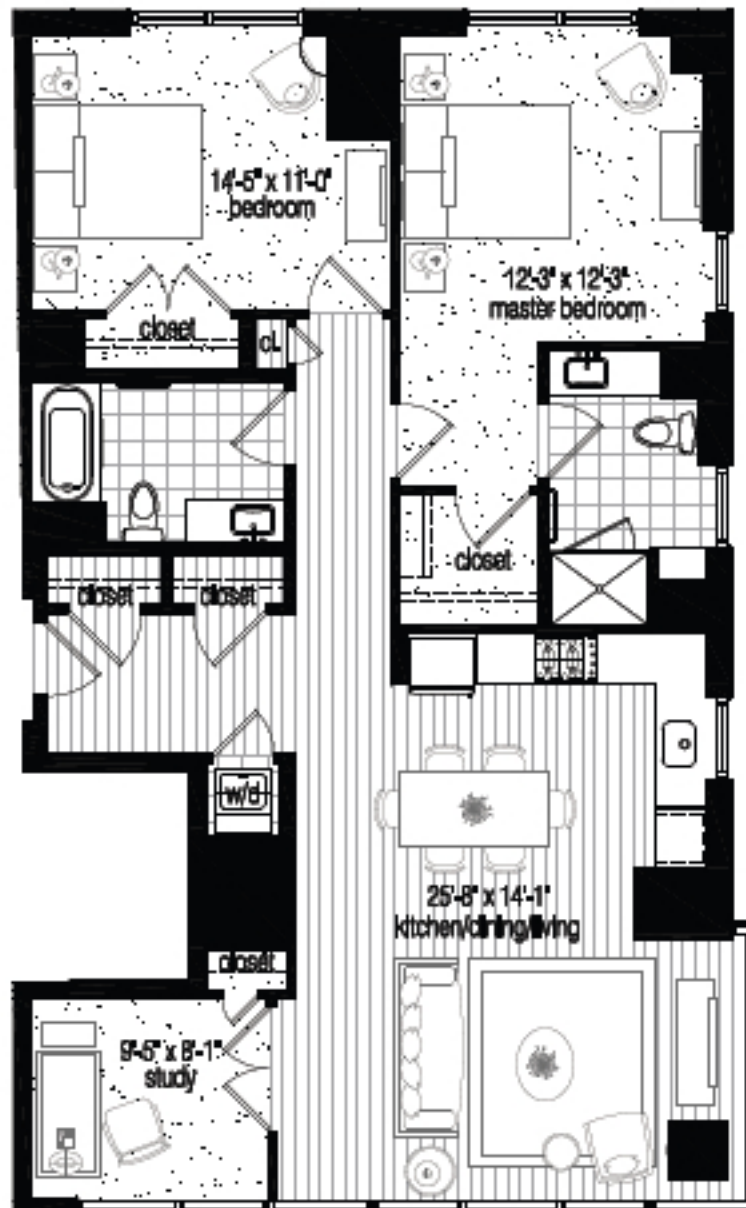 14'-5" x 11'-0"
bedroom
12'-3" x 12'-3"
master bedroom
closet
cl.
closet
closet
closet
w/d
25'-8" x 14'-1"
kitchen/dining/living
closet
9'-5" x 8'-1"
study